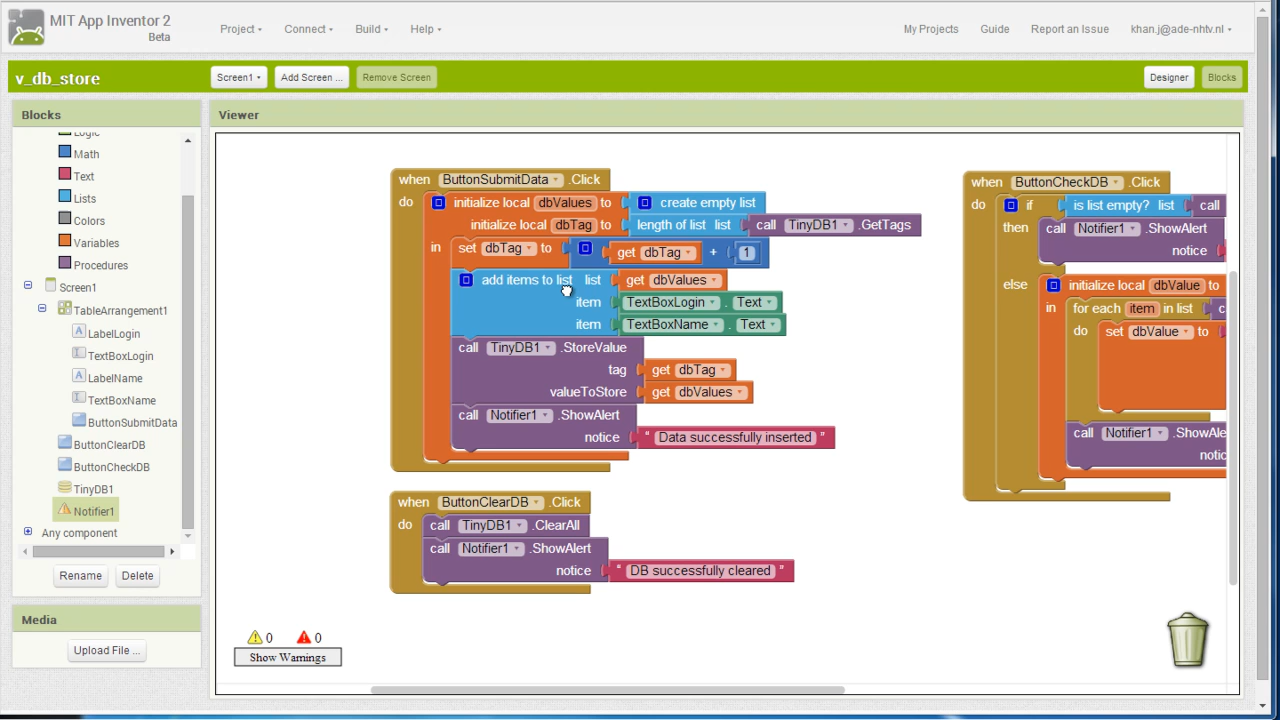 MIT App Inventor 2
Beta
Project
Connect
Build
Help
My Projects
Guide
Report an Issue
khan.j@ade-nhtv.nl
v_db_store
Screen1
Add Screen ...
Remove Screen
Designer
Blocks
Blocks
Logic
Math
Text
Lists
Colors
Variables
Procedures
Screen1
TableArrangement1
LabelLogin
TextBoxLogin
LabelName
TextBoxName
ButtonSubmitData
ButtonClearDB
ButtonCheckDB
TinyDB1
Notifier1
Any component
Rename
Delete
Media
Upload File ...
Viewer
when ButtonSubmitData .Click
do initialize local dbValues to create empty list
initialize local dbTag to length of list list call TinyDB1 .GetTags
in set dbTag to get dbTag + 1
add items to list list get dbValues
item TextBoxLogin . Text
item TextBoxName . Text
call TinyDB1 .StoreValue
tag get dbTag
valueToStore get dbValues
call Notifier1 .ShowAlert
notice " Data successfully inserted "
when ButtonClearDB .Click
do call TinyDB1 .ClearAll
call Notifier1 .ShowAlert
notice " DB successfully cleared "
when ButtonCheckDB .Click
do if is list empty? list call
then call Notifier1 .ShowAlert
notice
else initialize local dbValue to
in for each item in list
do set dbValue to
call Notifier1 .ShowAle
notic
0 0
Show Warnings